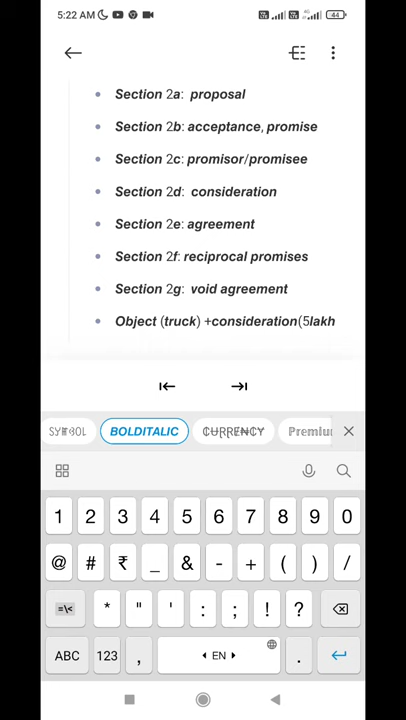 5:22 AM
44
Section 2a: proposal
Section 2b: acceptance, promise
Section 2c: promisor/promisee
Section 2d: consideration
Section 2e: agreement
Section 2f: reciprocal promises
Section 2g: void agreement
Object (truck) +consideration(5lakh
SYMBOL BOLDITALIC CURRENCY Premiu
1 2 3 4 5 6 7 8 9 0
@ # ₹ _ & - + ( ) /
=\< * " ' : ; ! ?
ABC 123 , EN .